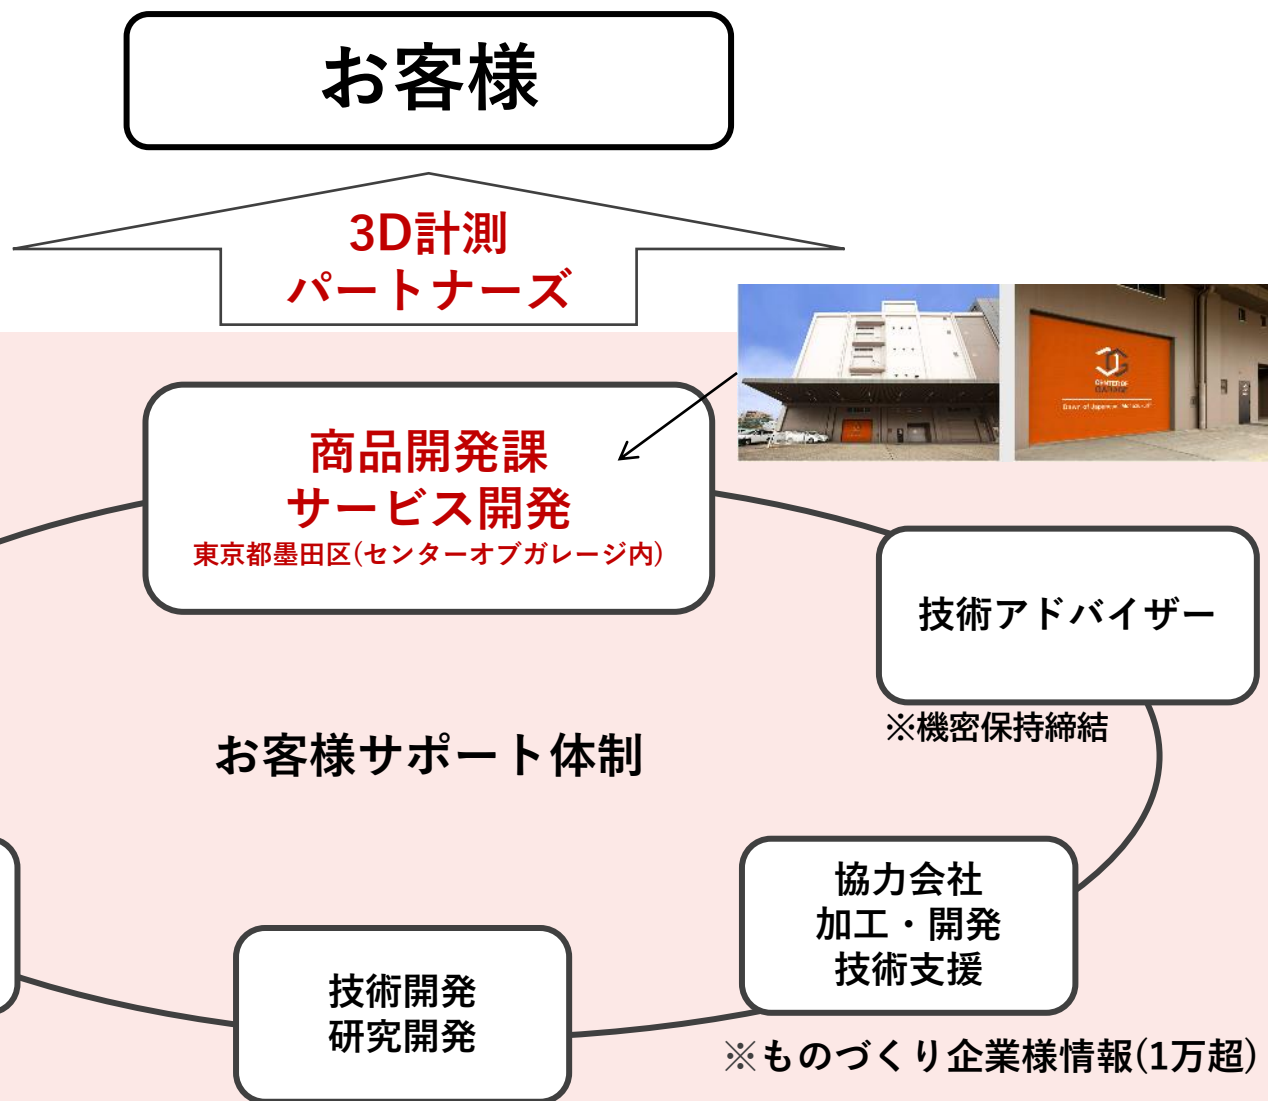 お客様
3D計測
パートナーズ
CENTER OF
GARAGE
商品開発課
サービス開発
東京都墨田区(センターオブガレージ内)
技術アドバイザー
※機密保持締結
お客様サポート体制
協力会社
加工・開発
技術支援
技術開発
研究開発
※ものづくり企業様情報(1万超)